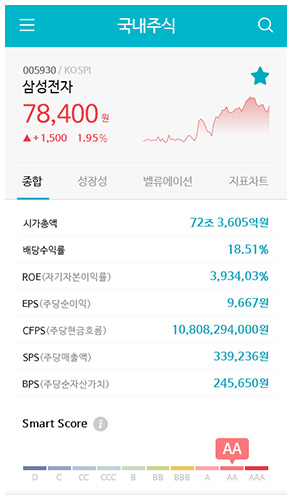 국내주식
005930 / KOSPI
삼성전자
78,400 원
▲+1,500 1.95%
종합 성장성 벨류에이션 지표차트
시가총액 72조 3,605억원
배당수익률 18.51%
ROE(자기자본이익률) 3,934,03%
EPS(주당순이익) 9.667원
CFPS(주당현금흐름) 10,808,294,000원
SPS(주당매출액) 339,236원
BPS(주당순자산가치) 245,650원
Smart Score i
AA
D C CC CCC B BB BBB A AA AAA